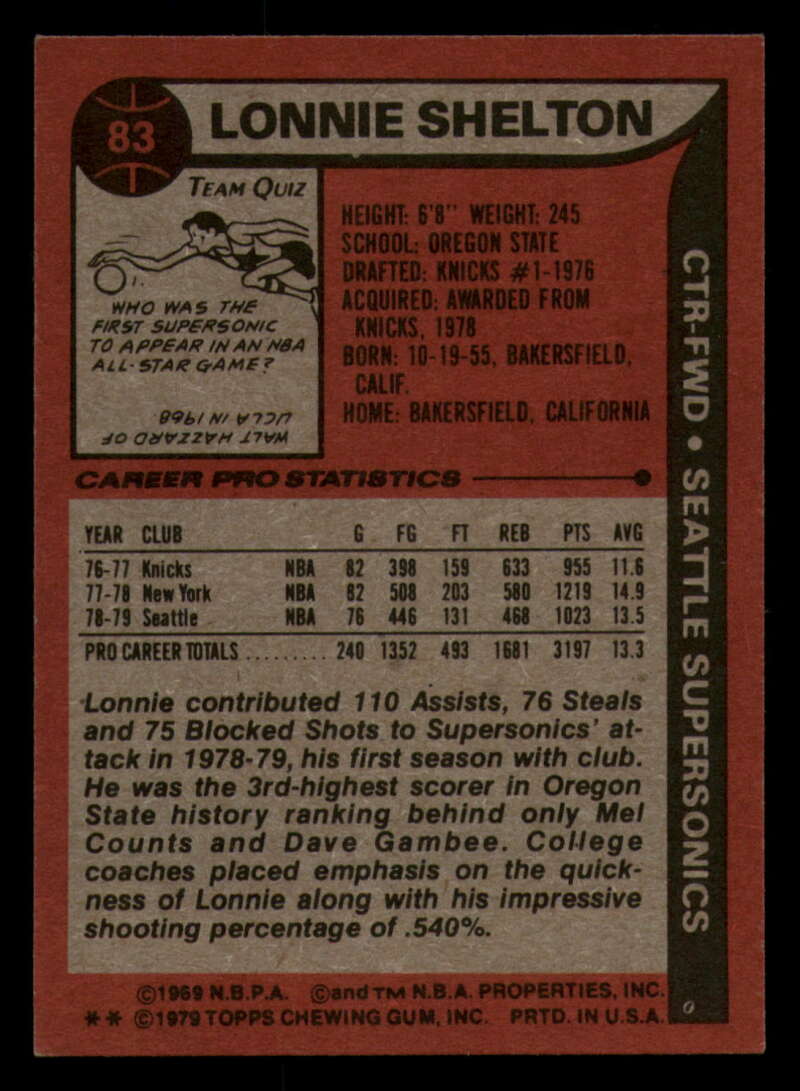 83
LONNIE SHELTON
TEAM QUIZ
WHO WAS THE
FIRST SUPERSONIC
TO APPEAR IN AN NBA
ALL-STAR GAME?
WALT HAZZARD OF
UCLA IN 1968
HEIGHT: 6'8" WEIGHT: 245
SCHOOL: OREGON STATE
DRAFTED: KNICKS #1-1976
ACQUIRED: AWARDED FROM
KNICKS, 1978
BORN: 10-19-55, BAKERSFIELD,
CALIF.
HOME: BAKERSFIELD, CALIFORNIA
CTR-FWD • SEATTLE SUPERSONICS
CAREER PRO STATISTICS
YEAR CLUB G FG FT REB PTS AVG
76-77 Knicks NBA 82 398 159 633 955 11.6
77-78 New York NBA 82 508 203 580 1219 14.9
78-79 Seattle NBA 76 446 131 468 1023 13.5
PRO CAREER TOTALS ......... 240 1352 493 1681 3197 13.3
Lonnie contributed 110 Assists, 76 Steals
and 75 Blocked Shots to Supersonics' at-
tack in 1978-79, his first season with club.
He was the 3rd-highest scorer in Oregon
State history ranking behind only Mel
Counts and Dave Gambee. College
coaches placed emphasis on the quick-
ness of Lonnie along with his impressive
shooting percentage of .540%.
©1969 N.B.P.A. ©and TM N.B.A. PROPERTIES, INC.
** ©1979 TOPPS CHEWING GUM, INC. PRTD. IN U.S.A.